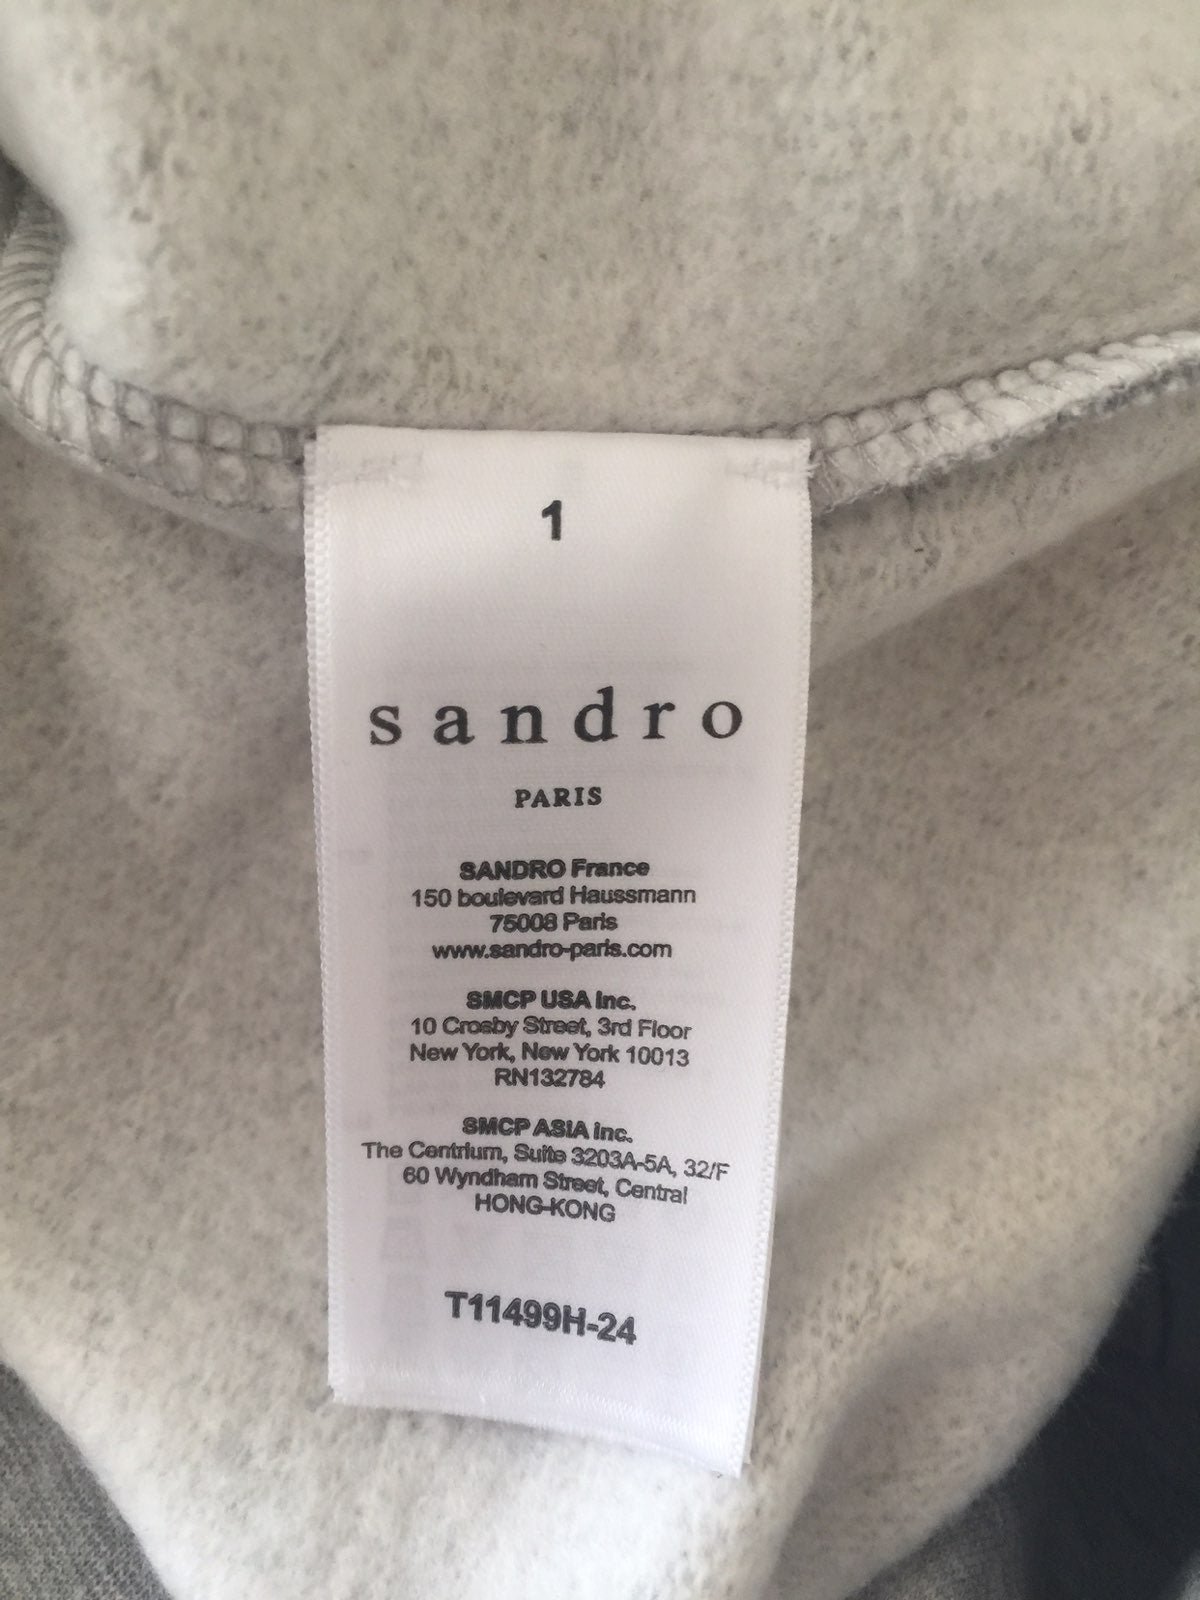 1
sandro
PARIS
SANDRO France
150 boulevard Haussmann
75008 Paris
www.sandro-paris.com
SMCP USA Inc.
10 Crosby Street, 3rd Floor
New York, New York 10013
RN132784
SMCP ASIA Inc.
The Centrium, Suite 3203A-5A, 32/F
60 Wyndham Street, Central
HONG-KONG
T11499H-24